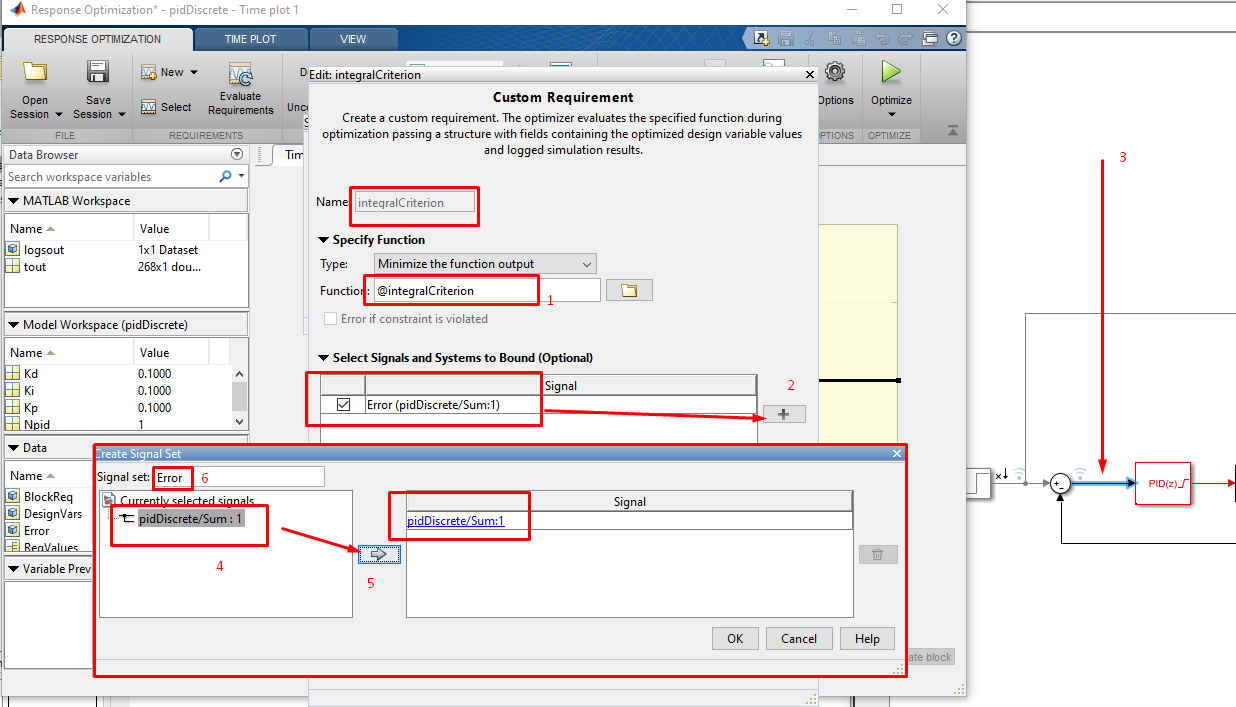 Response Optimization* - pidDiscrete - Time plot 1
RESPONSE OPTIMIZATION
TIME PLOT
VIEW
Open
Session
Save
Session
FILE
New
Select
Evaluate
Requirements
REQUIREMENTS
Options
Optimize
OPTIONS
OPTIMIZE
Data Browser
Search workspace variables
MATLAB Workspace
Name
Value
logsout
1x1 Dataset
tout
268x1 dou...
Model Workspace (pidDiscrete)
Name
Value
Kd
0.1000
Ki
0.1000
Kp
0.1000
Npid
1
Data
Name
BlockReq
DesignVars
Error
ReqValues
Variable Prev
Edit: integralCriterion
Custom Requirement
Create a custom requirement. The optimizer evaluates the specified function during
optimization passing a structure with fields containing the optimized design variable values
and logged simulation results.
Name:
integralCriterion
Specify Function
Type:
Minimize the function output
Function:
@integralCriterion
1
Error if constraint is violated
Select Signals and Systems to Bound (Optional)
Signal
Error (pidDiscrete/Sum:1)
2
Create Signal Set
Signal set:
Error
6
Currently selected signals
pidDiscrete/Sum : 1
4
5
Signal
pidDiscrete/Sum:1
OK
Cancel
Help
ate block
3
PID(z)